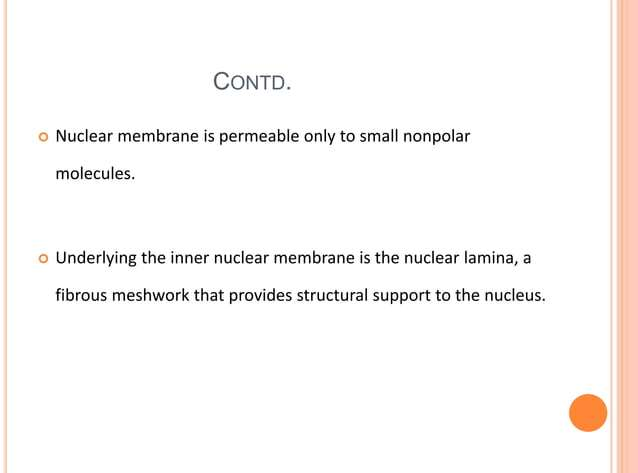 CONTD.
Nuclear membrane is permeable only to small nonpolar
molecules.
Underlying the inner nuclear membrane is the nuclear lamina, a
fibrous meshwork that provides structural support to the nucleus.